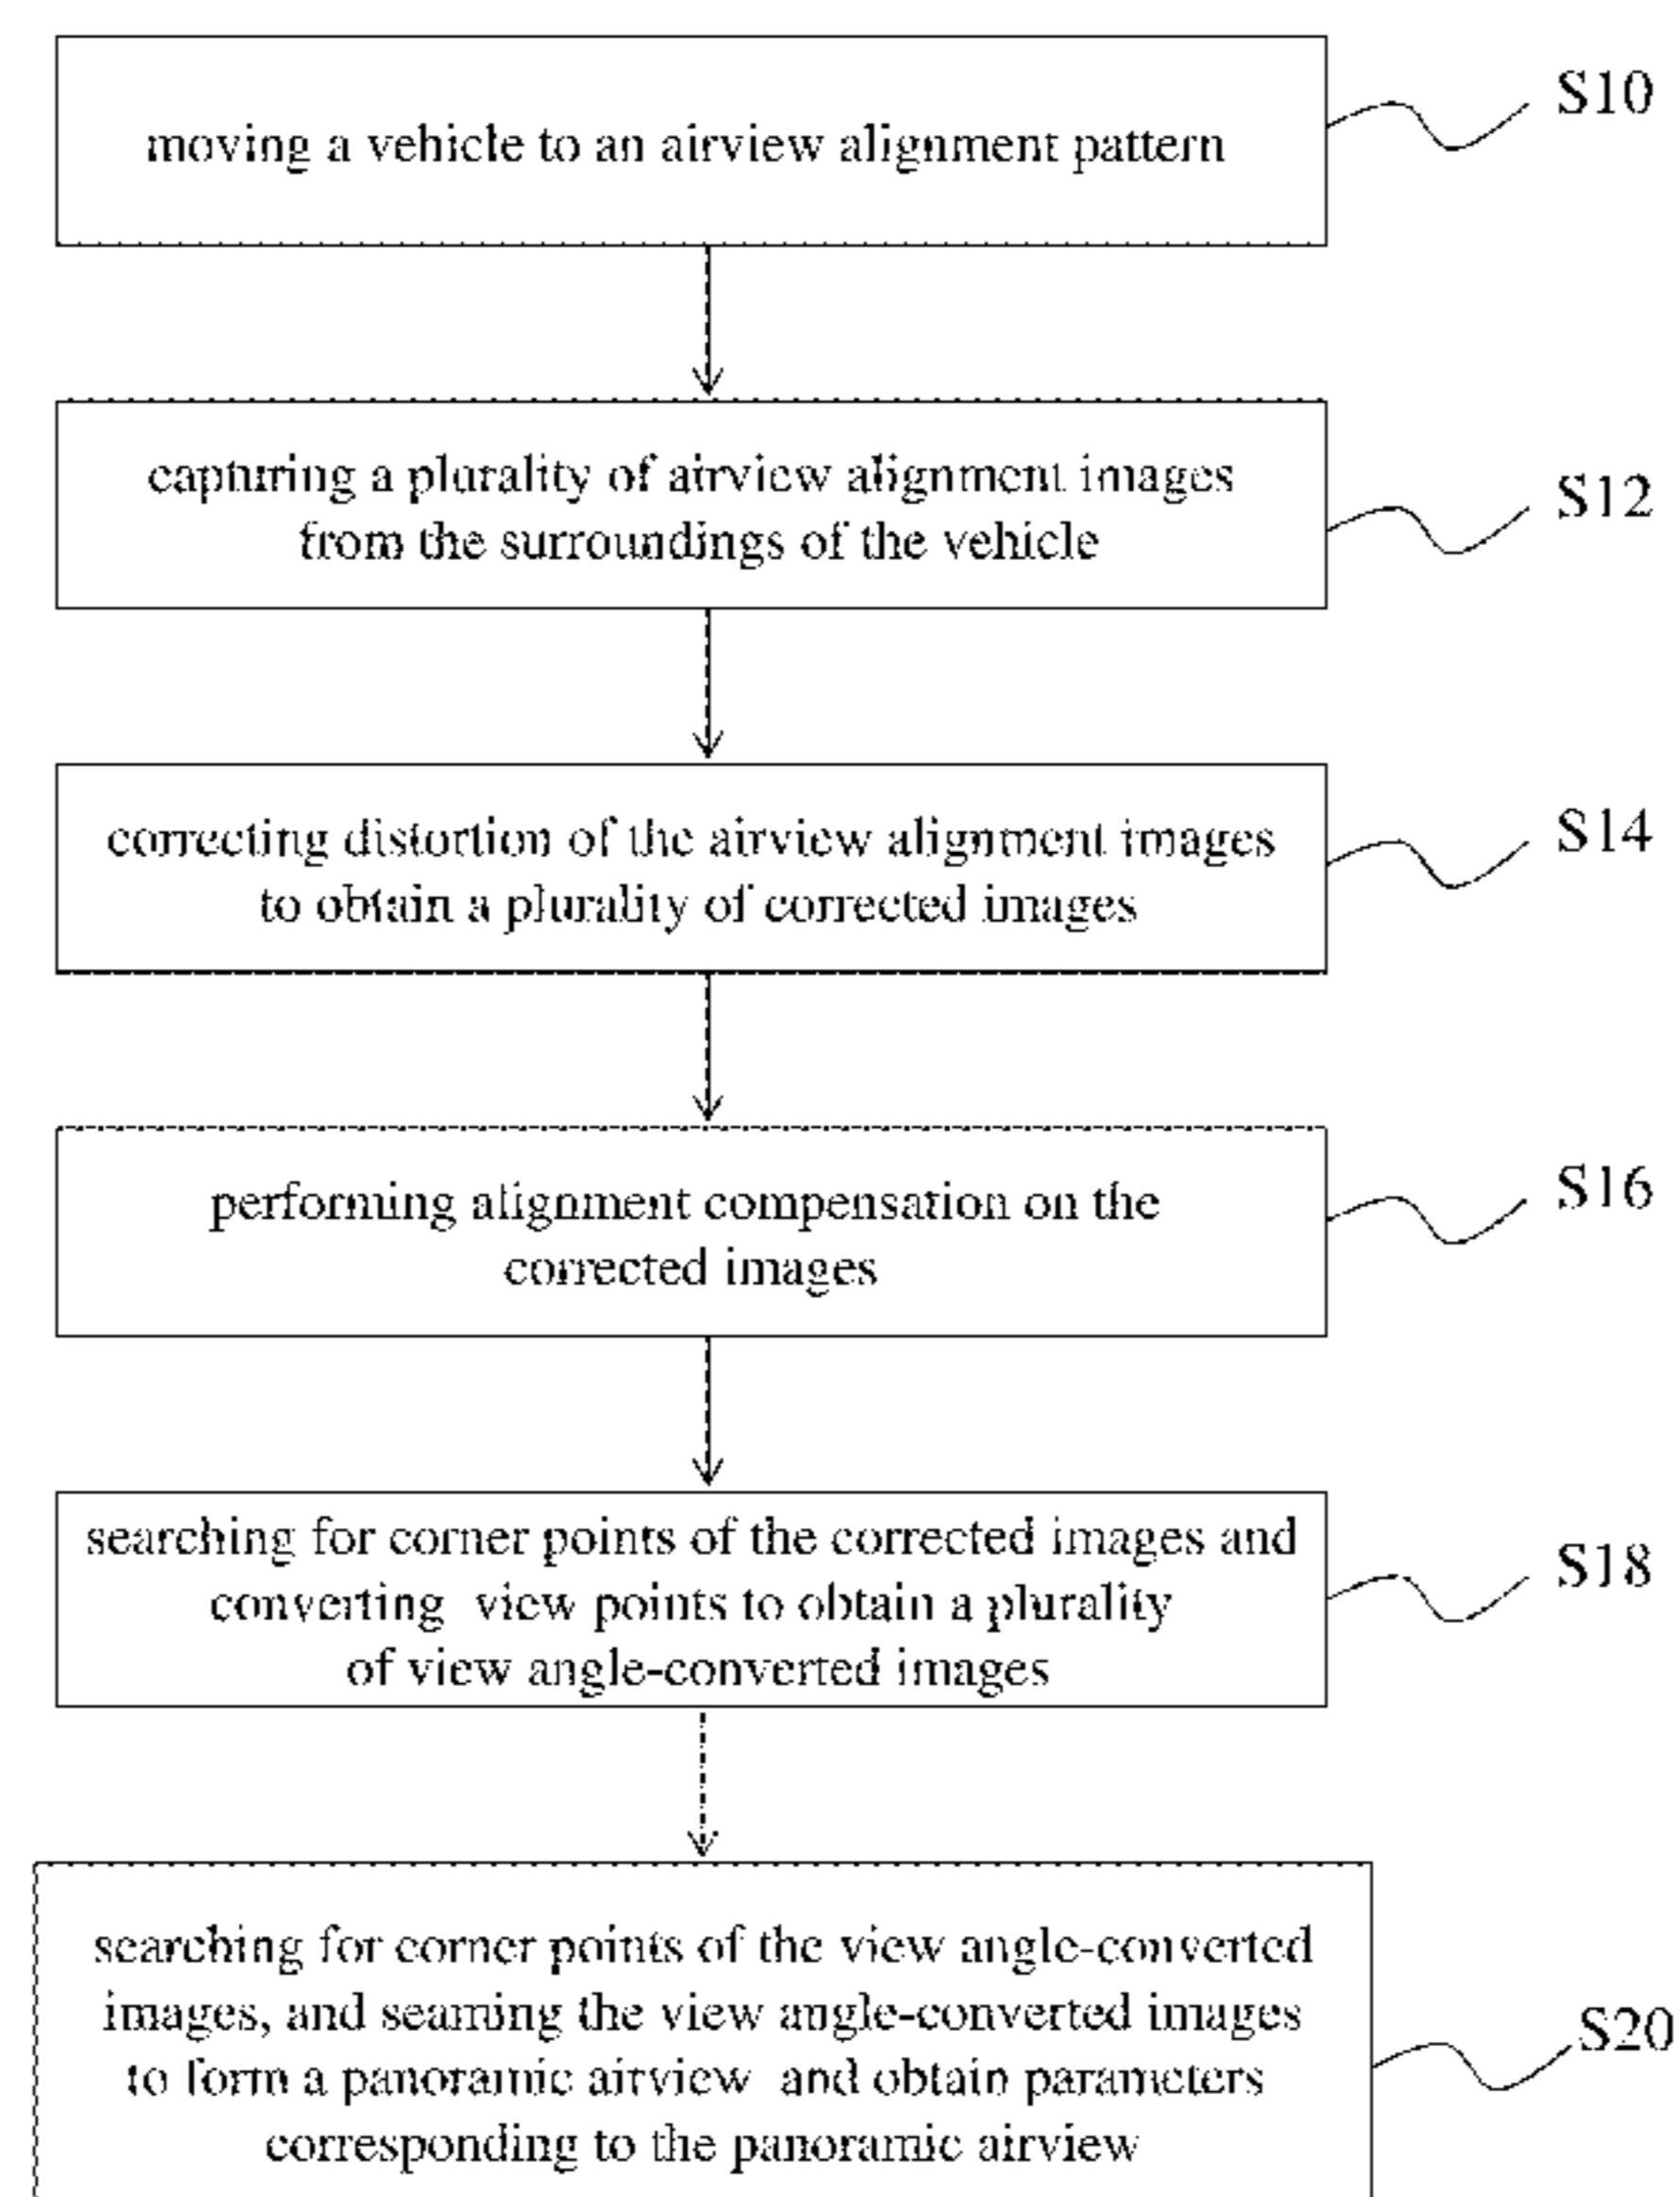 moving a vehicle to an airview alignment pattern
S10
capturing a plurality of airview alignment images
from the surroundings of the vehicle
S12
correcting distortion of the airview alignment images
to obtain a plurality of corrected images
S14
performing alignment compensation on the
corrected images
S16
searching for corner points of the corrected images and
converting view points to obtain a plurality
of view angle-converted images
S18
searching for corner points of the view angle-converted
images, and seaming the view angle-converted images
to form a panoramic airview and obtain parameters
corresponding to the panoramic airview
S20